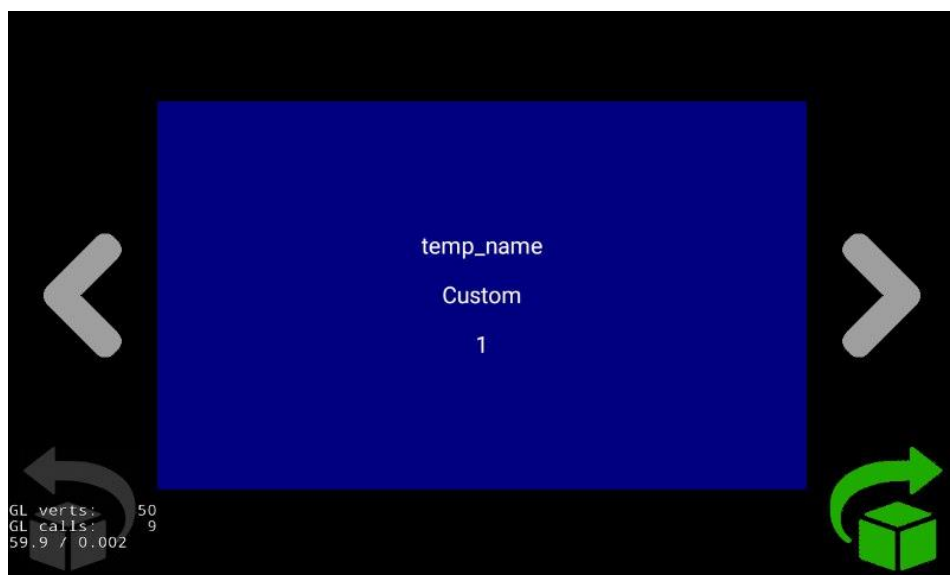 temp_name
Custom
1
GL verts: 50
GL calls: 9
59.9 / 0.002